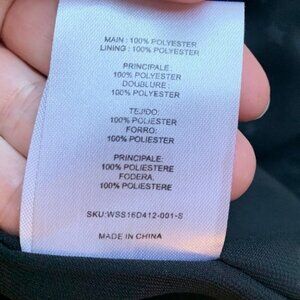 MAIN : 100% POLYESTER
LINING : 100% POLYESTER
PRINCIPALE :
100% POLYESTER
DOUBLURE :
100% POLYESTER
TEJIDO:
100% POLIESTER
FORRO:
100% POLIESTER
PRINCIPALE:
100% POLIESTERE
FODERA:
100% POLIESTERE
SKU:WSS16D412-001-S
MADE IN CHINA